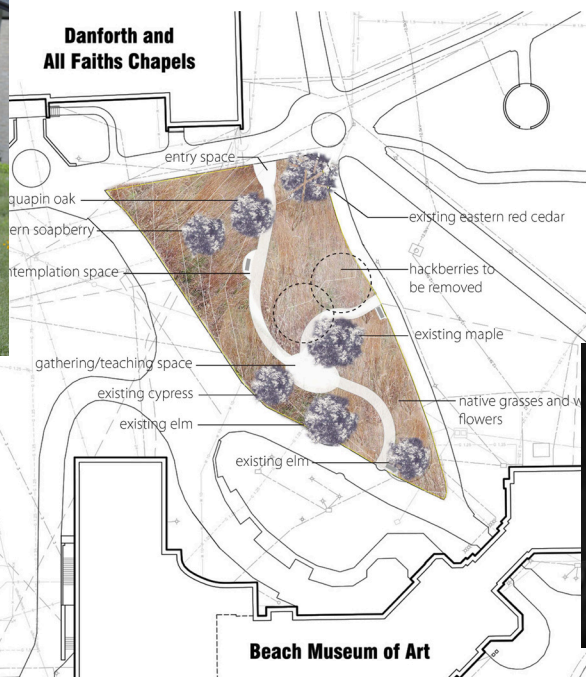 Danforth and
All Faiths Chapels
entry space
quapin oak
ern soapberry
existing eastern red cedar
ntemplation space
hackberries to
be removed
existing maple
gathering/teaching space
existing cypress
native grasses and w
flowers
existing elm
existing elm
Beach Museum of Art